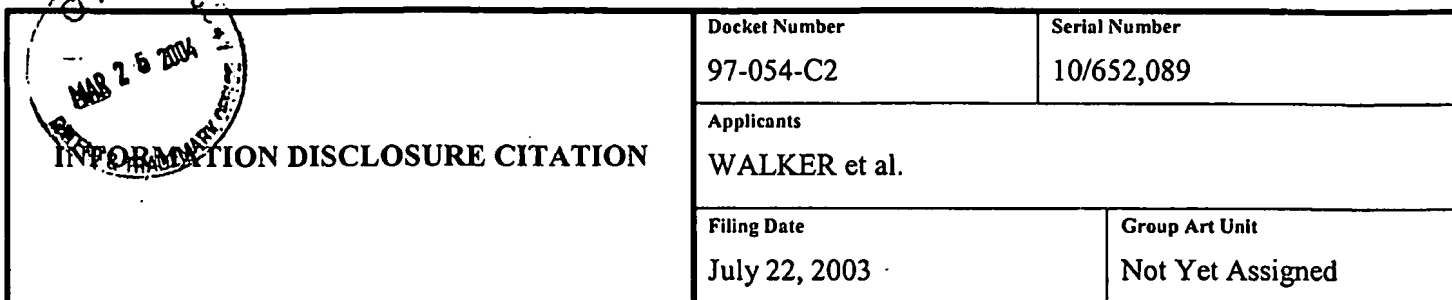 MAR 2 6 2004
INFORMATION DISCLOSURE CITATION
Docket Number
97-054-C2
Serial Number
10/652,089
Applicants
WALKER et al.
Filing Date
July 22, 2003
Group Art Unit
Not Yet Assigned